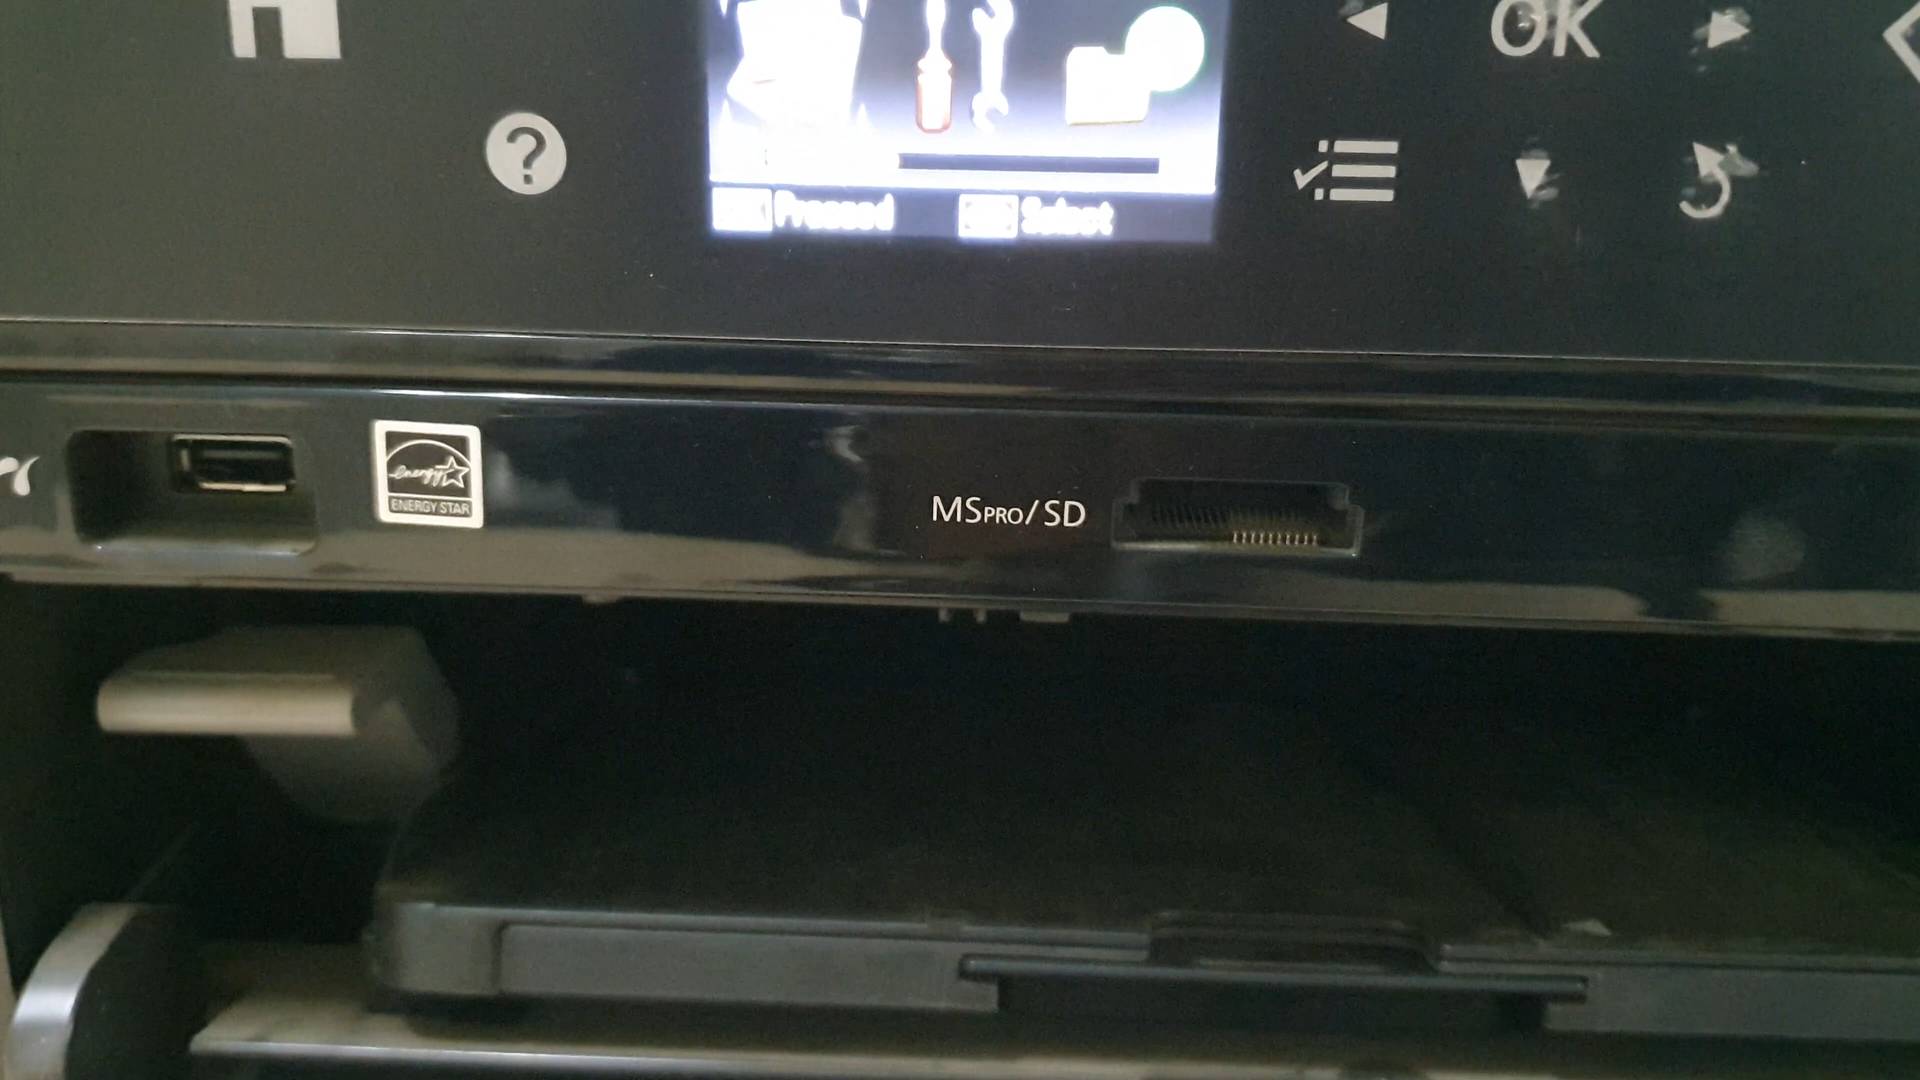 OK
?
Proceed
Select
energy
ENERGY STAR
MSPRO/SD